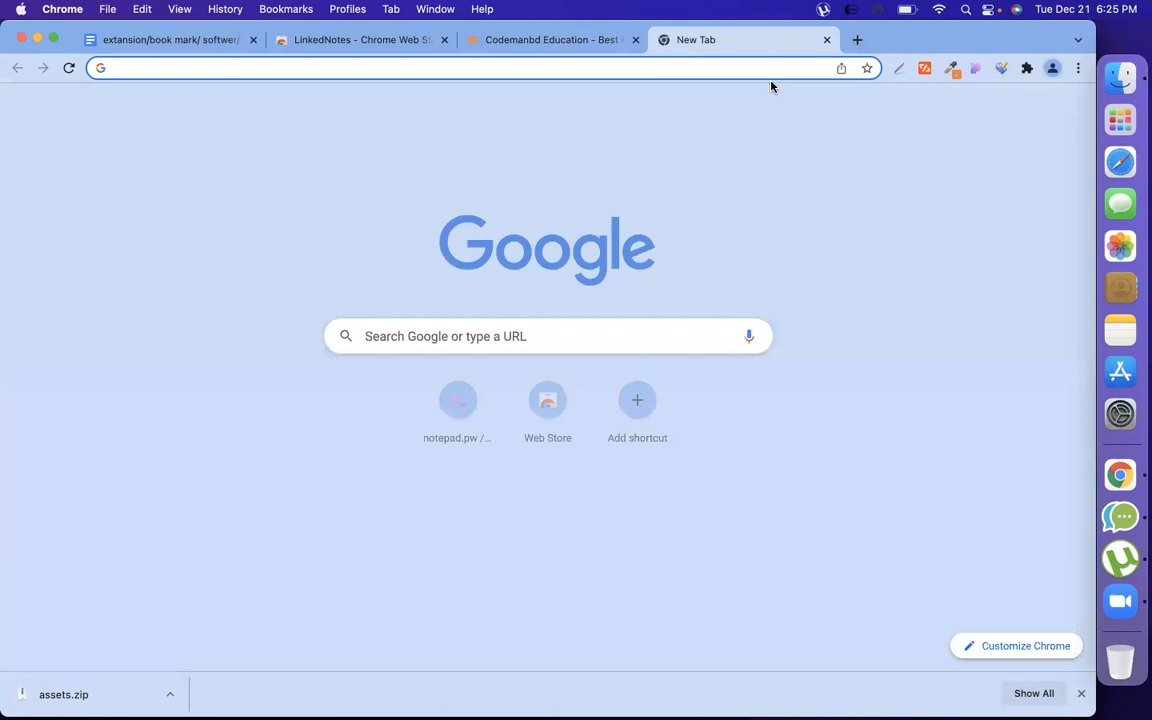 Chrome File Edit View History Bookmarks Profiles Tab Window Help Tue Dec 21 6:25 PM
extansion/book mark/ softwer/ LinkedNotes - Chrome Web St Codemanbd Education - Best New Tab
Google
Search Google or type a URL
notepad.pw /... Web Store Add shortcut
Customize Chrome
assets.zip Show All